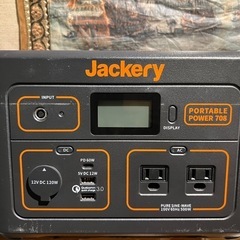 Jackery
INPUT
DISPLAY
PORTABLE
POWER 708
DC
AC
PD 60W
5V DC 12W
12V DC 120W
3.0
PURE SINE-WAVE
100V 60Hz 500W